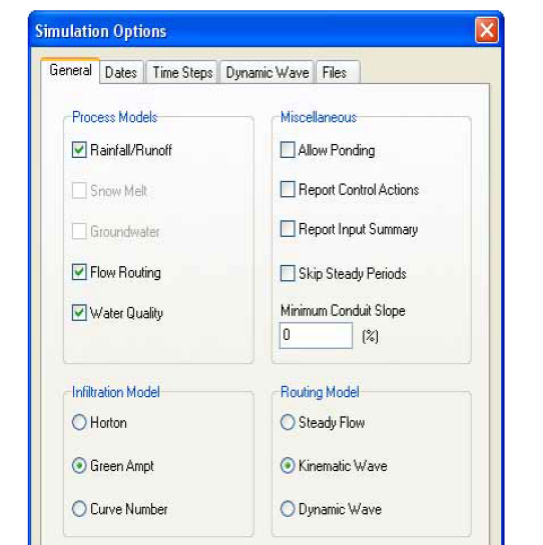 Simulation Options
General Dates Time Steps Dynamic Wave Files
Process Models
Rainfall/Runoff
Snow Melt
Groundwater
Flow Routing
Water Quality
Miscellaneous
Allow Ponding
Report Control Actions
Report Input Summary
Skip Steady Periods
Minimum Conduit Slope
0 (%)
Infiltration Model
Horton
Green Ampt
Curve Number
Routing Model
Steady Flow
Kinematic Wave
Dynamic Wave